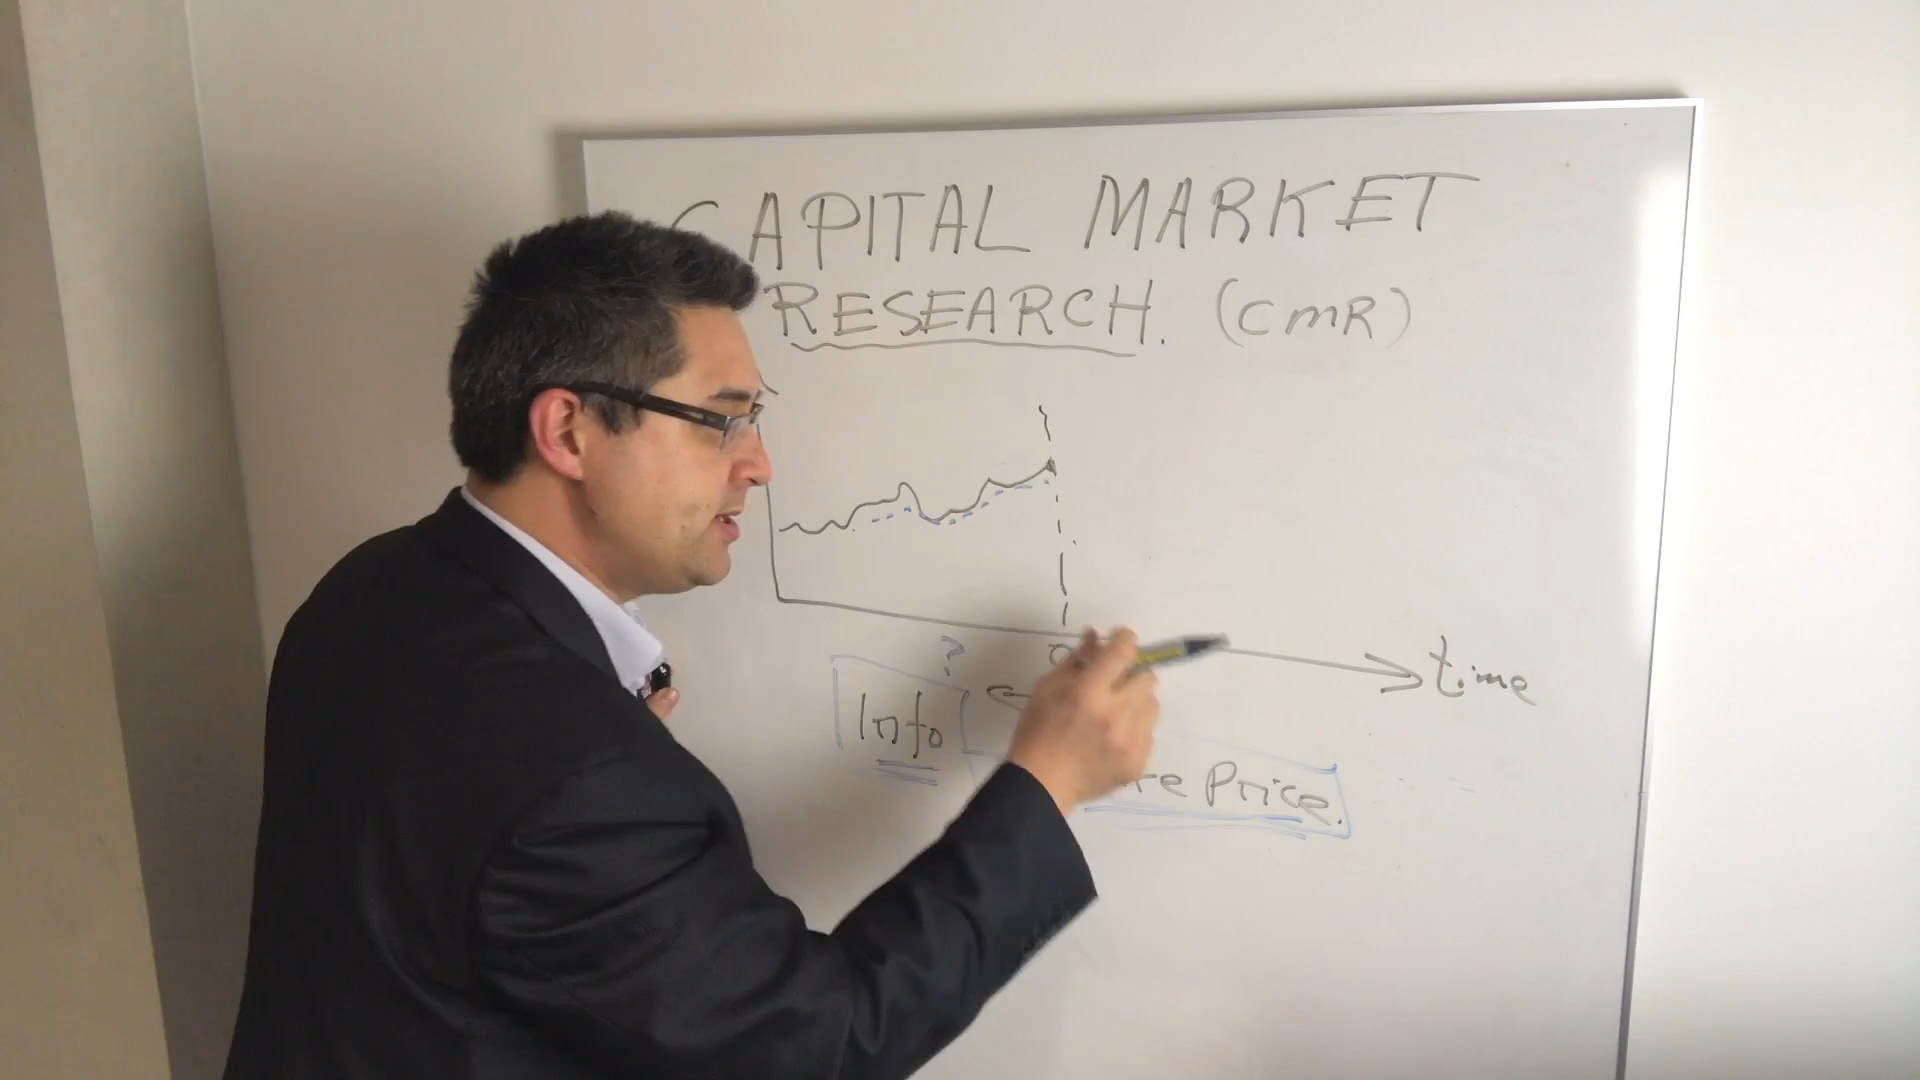 CAPITAL MARKET
RESEARCH. (CMR)
time
?
Info
Price.